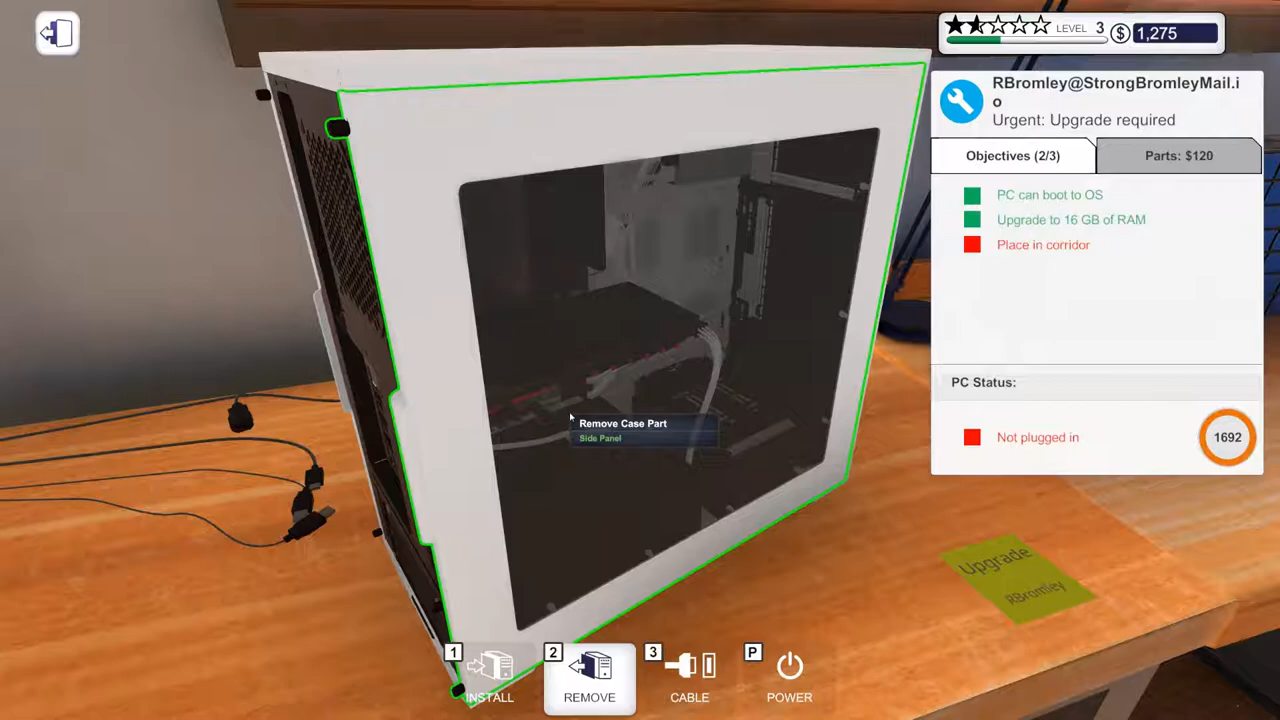 LEVEL 3
$ 1,275
RBromley@StrongBromleyMail.i
o
Urgent: Upgrade required
Objectives (2/3)
Parts: $120
PC can boot to OS
Upgrade to 16 GB of RAM
Place in corridor
PC Status:
Not plugged in
1692
Remove Case Part
Side Panel
Upgrade
RBromley
1
INSTALL
2
REMOVE
3
CABLE
P
POWER